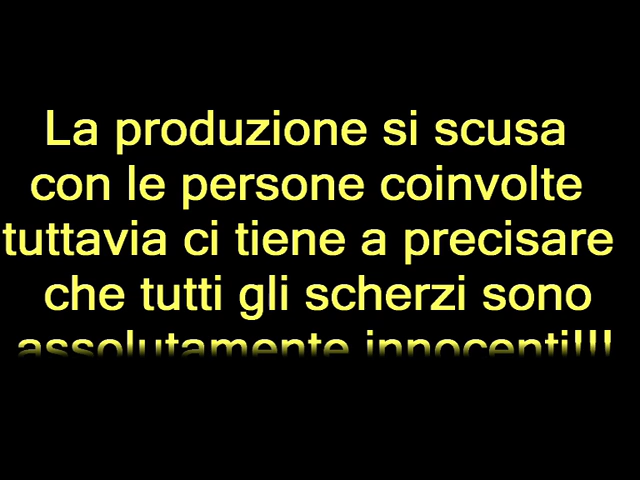 La produzione si scusa
con le persone coinvolte
tuttavia ci tiene a precisare
che tutti gli scherzi sono
assolutamente innocenti!!!